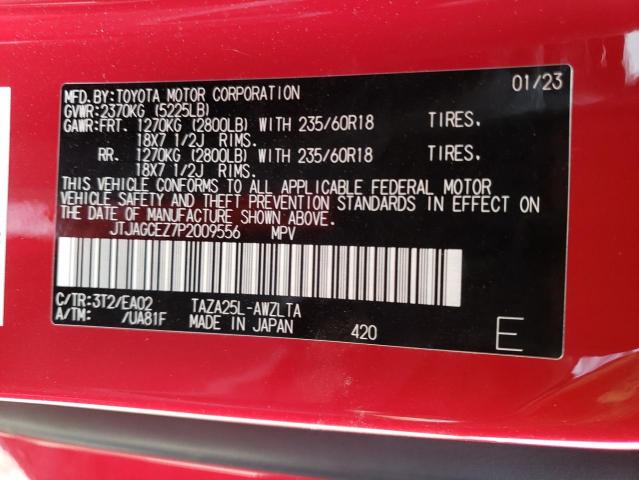 MFD.BY:TOYOTA MOTOR CORPORATION 01/23
GVWR:2370KG (5225LB)
GAWR:FRT. 1270KG (2800LB) WITH 235/60R18 TIRES.
18X7 1/2J RIMS.
RR. 1270KG (2800LB) WITH 235/60R18 TIRES.
18X7 1/2J RIMS.
THIS VEHICLE CONFORMS TO ALL APPLICABLE FEDERAL MOTOR
VEHICLE SAFETY AND THEFT PREVENTION STANDARDS IN EFFECT ON
THE DATE OF MANUFACTURE SHOWN ABOVE.
JTJAGCEZ7P2009556 MPV
C/TR:3T2/EA02 TAZA25L-AWZLTA
A/TM: /UA81F MADE IN JAPAN 420 E